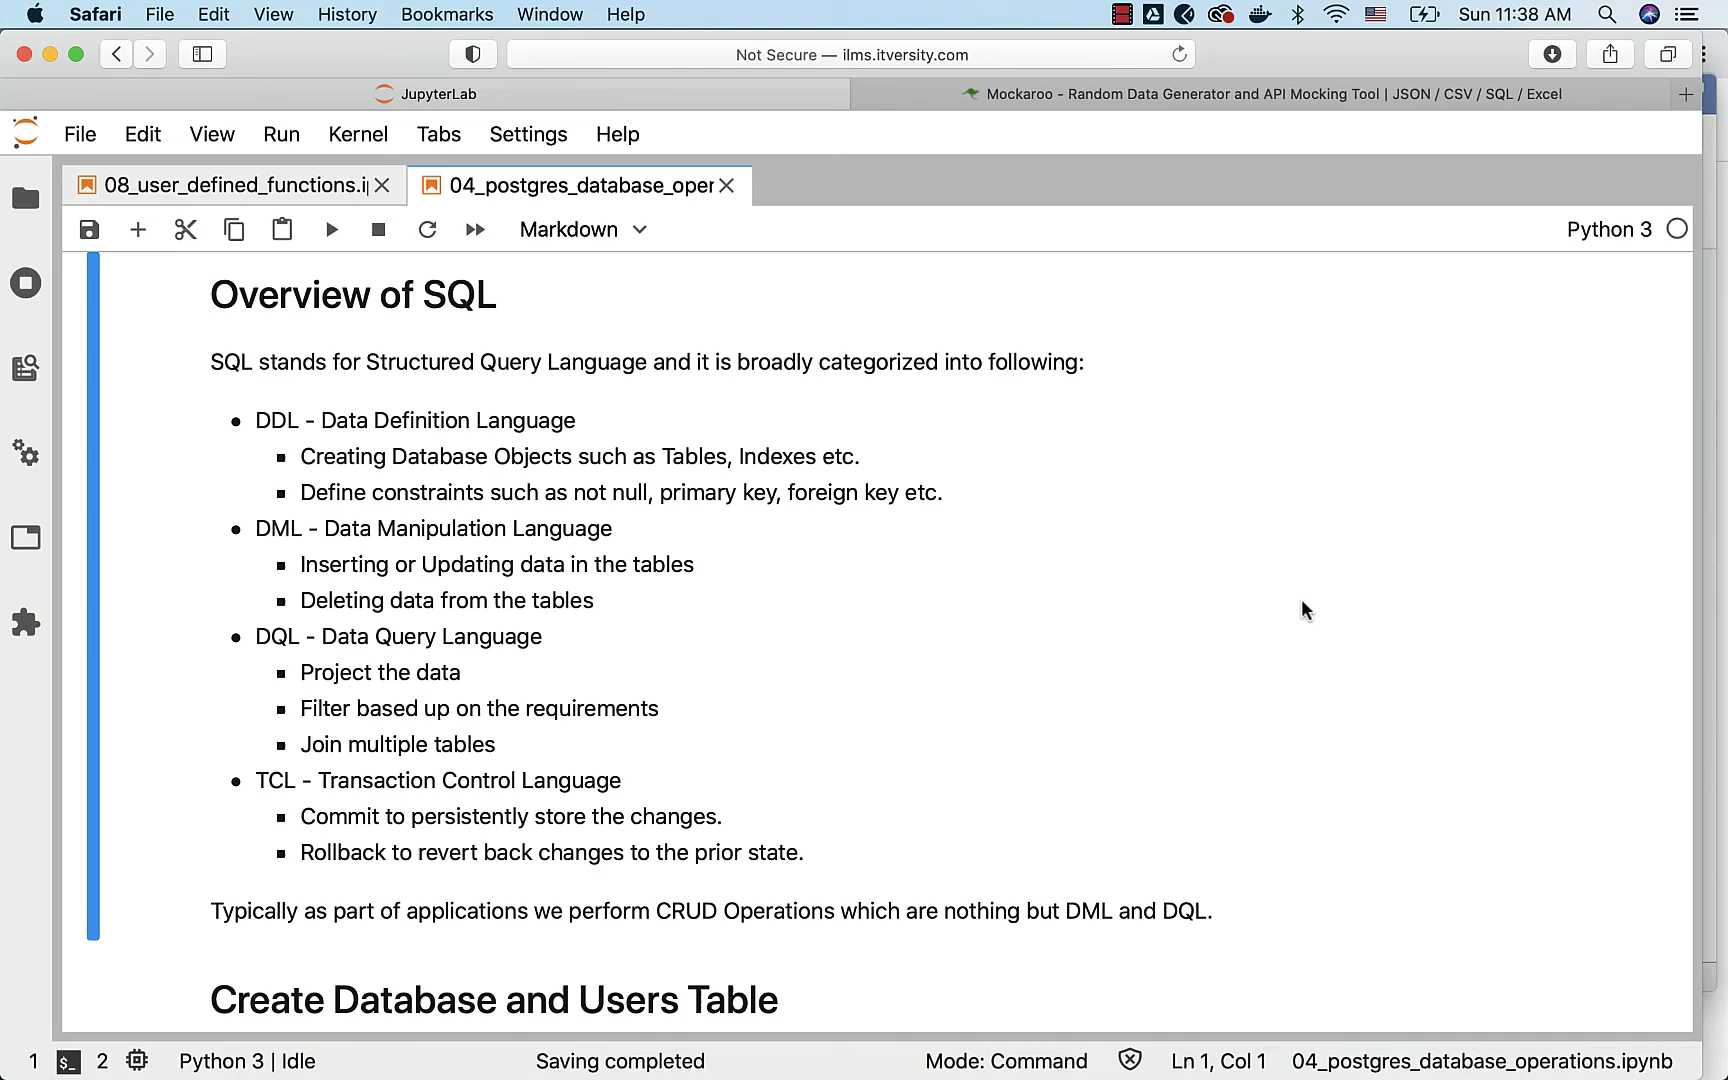 Safari File Edit View History Bookmarks Window Help Sun 11:38 AM
Not Secure — ilms.itversity.com
JupyterLab Mockaroo - Random Data Generator and API Mocking Tool | JSON / CSV / SQL / Excel
File Edit View Run Kernel Tabs Settings Help
08_user_defined_functions.i 04_postgres_database_oper
Markdown Python 3
Overview of SQL
SQL stands for Structured Query Language and it is broadly categorized into following:
• DDL - Data Definition Language
▪ Creating Database Objects such as Tables, Indexes etc.
▪ Define constraints such as not null, primary key, foreign key etc.
• DML - Data Manipulation Language
▪ Inserting or Updating data in the tables
▪ Deleting data from the tables
• DQL - Data Query Language
▪ Project the data
▪ Filter based up on the requirements
▪ Join multiple tables
• TCL - Transaction Control Language
▪ Commit to persistently store the changes.
▪ Rollback to revert back changes to the prior state.
Typically as part of applications we perform CRUD Operations which are nothing but DML and DQL.
Create Database and Users Table
1 $_ 2 Python 3 | Idle Saving completed Mode: Command Ln 1, Col 1 04_postgres_database_operations.ipynb